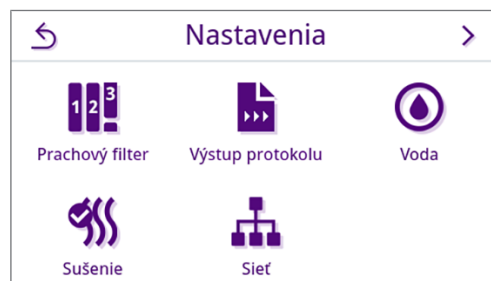 Nastavenia
1 2 3
Prachový filter Výstup protokolu Voda
Sušenie Sieť